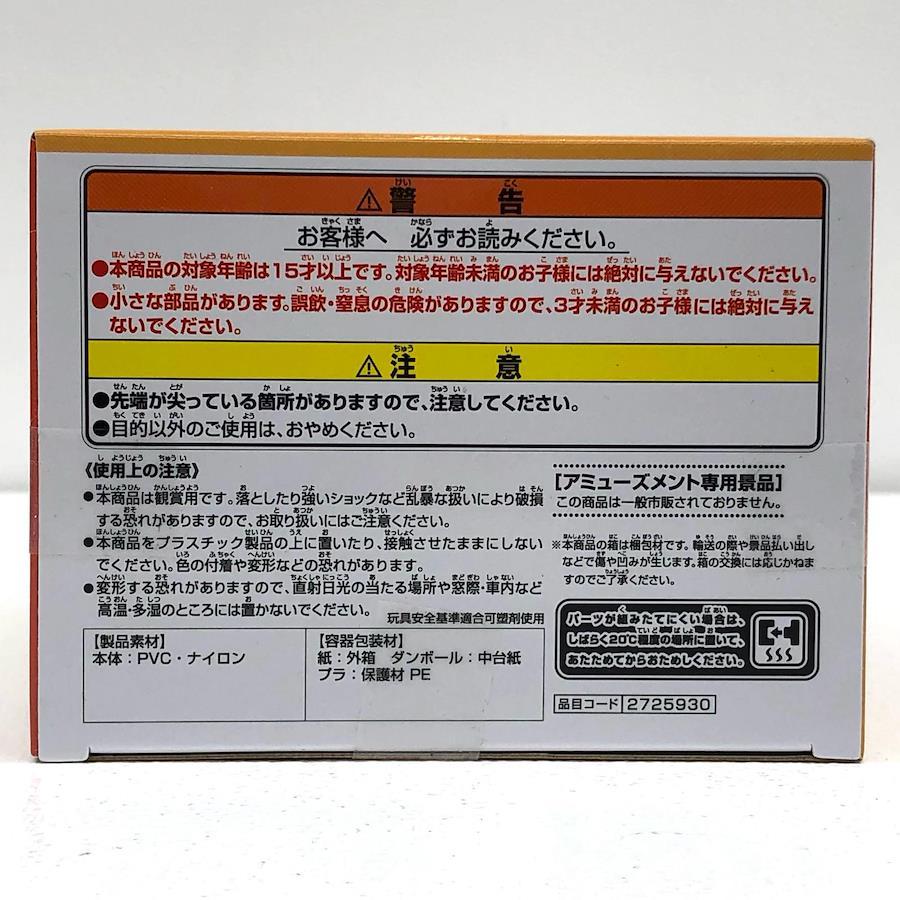 ⚠警告
お客様へ 必ずお読みください。
●本商品の対象年齢は15才以上です。対象年齢未満のお子様には絶対に与えないでください。
●小さな部品があります。誤飲・窒息の危険がありますので、3才未満のお子様には絶対に与え
ないでください。
⚠注意
●先端が尖っている箇所がありますので、注意してください。
●目的以外のご使用は、おやめください。
《使用上の注意》
●本商品は観賞用です。落としたり強いショックなど乱暴な扱いにより破損
する恐れがありますので、お取り扱いにはご注意ください。
●本商品をプラスチック製品の上に置いたり、接触させたままにしない
でください。色の付着や変形などの恐れがあります。
●変形する恐れがありますので、直射日光の当たる場所や窓際・車内など
高温・多湿のところには置かないでください。
玩具安全基準適合可塑剤使用
【製品素材】
本体：PVC・ナイロン
【容器包装材】
紙：外箱 ダンボール：中台紙
プラ：保護材 PE
［アミューズメント専用景品］
この商品は一般市販されておりません。
※本商品の箱は梱包材です。輸送の際や景品払い出し
などで傷や凹みが生じます。箱の交換には応じかねま
すのでご了承ください。
パーツが組みたてにくい場合は、
しばらく20℃程度の場所に置いて、
あたためてからおためしください。
品目コード 2725930